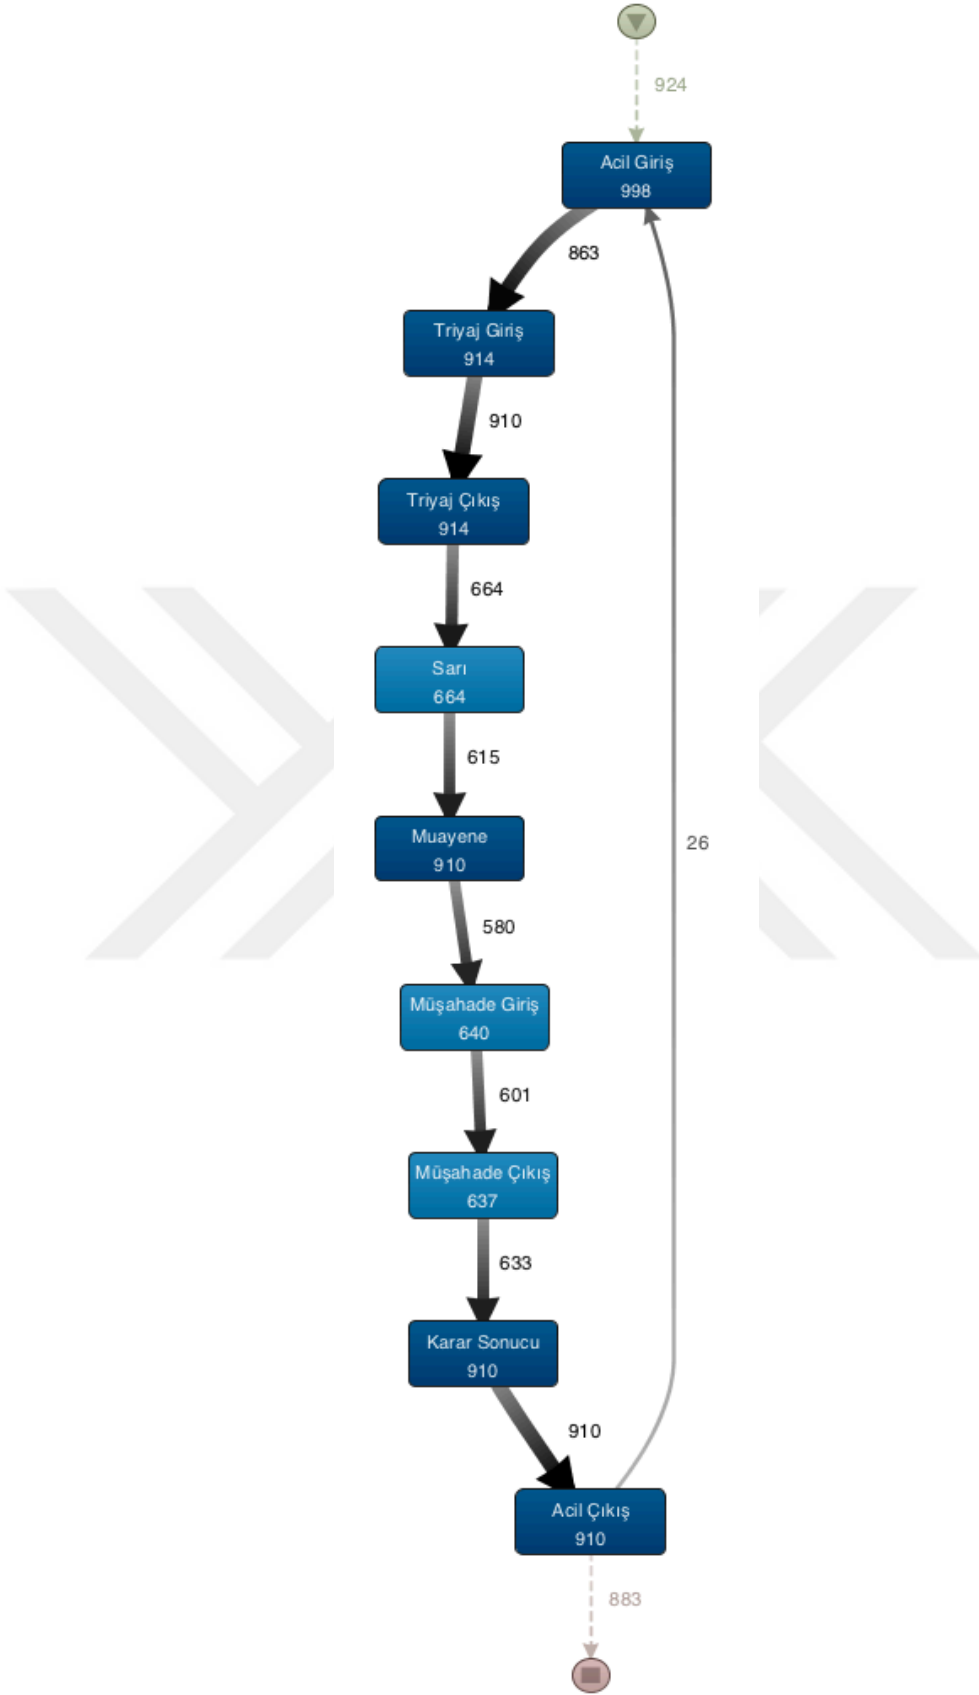 924
Acil Giriş
998
863
Triyaj Giriş
914
910
Triyaj Çıkış
914
664
Sarı
664
615
Muayene
910
26
580
Müşahade Giriş
640
601
Müşahade Çıkış
637
633
Karar Sonucu
910
910
Acil Çıkış
910
883